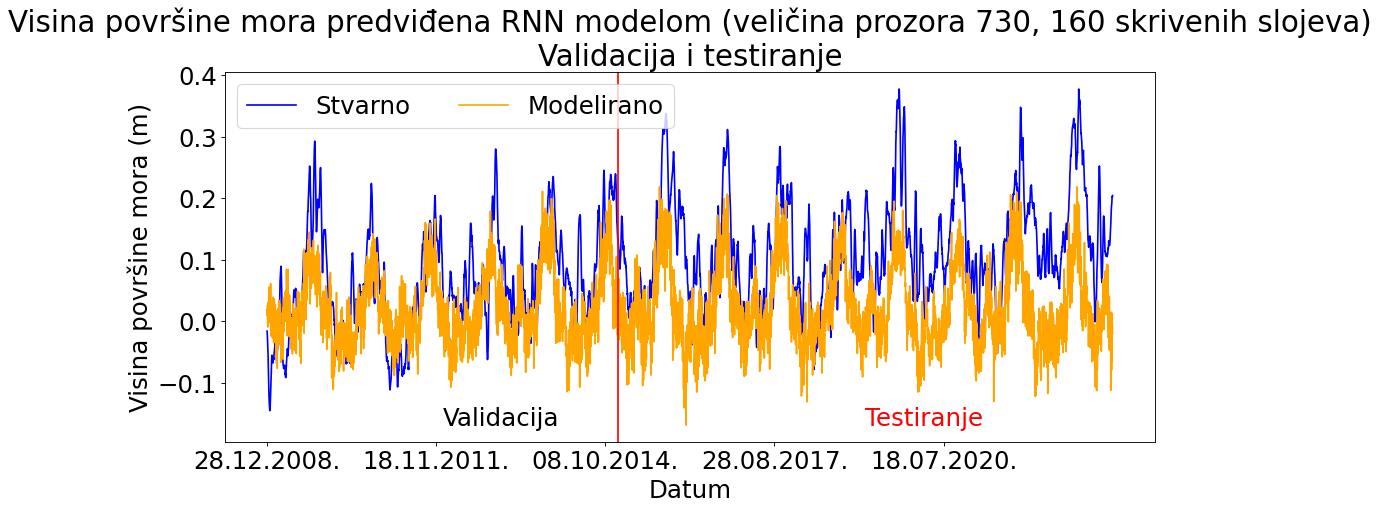 Visina površine mora predviđena RNN modelom (veličina prozora 730, 160 skrivenih slojeva)
Validacija i testiranje
Stvarno
Modelirano
Visina površine mora (m)
0.4
0.3
0.2
0.1
0.0
−0.1
Validacija
Testiranje
28.12.2008.
18.11.2011.
08.10.2014.
28.08.2017.
18.07.2020.
Datum